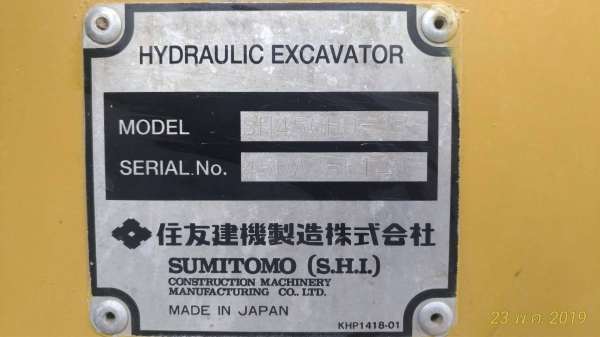 HYDRAULIC EXCAVATOR
MODEL
SERIAL.No.
住友建機製造株式会社
SUMITOMO (S.H.I.)
CONSTRUCTION MACHINERY
MANUFACTURING CO., LTD.
MADE IN JAPAN
KHP1418-01
23 พ.ค. 2019